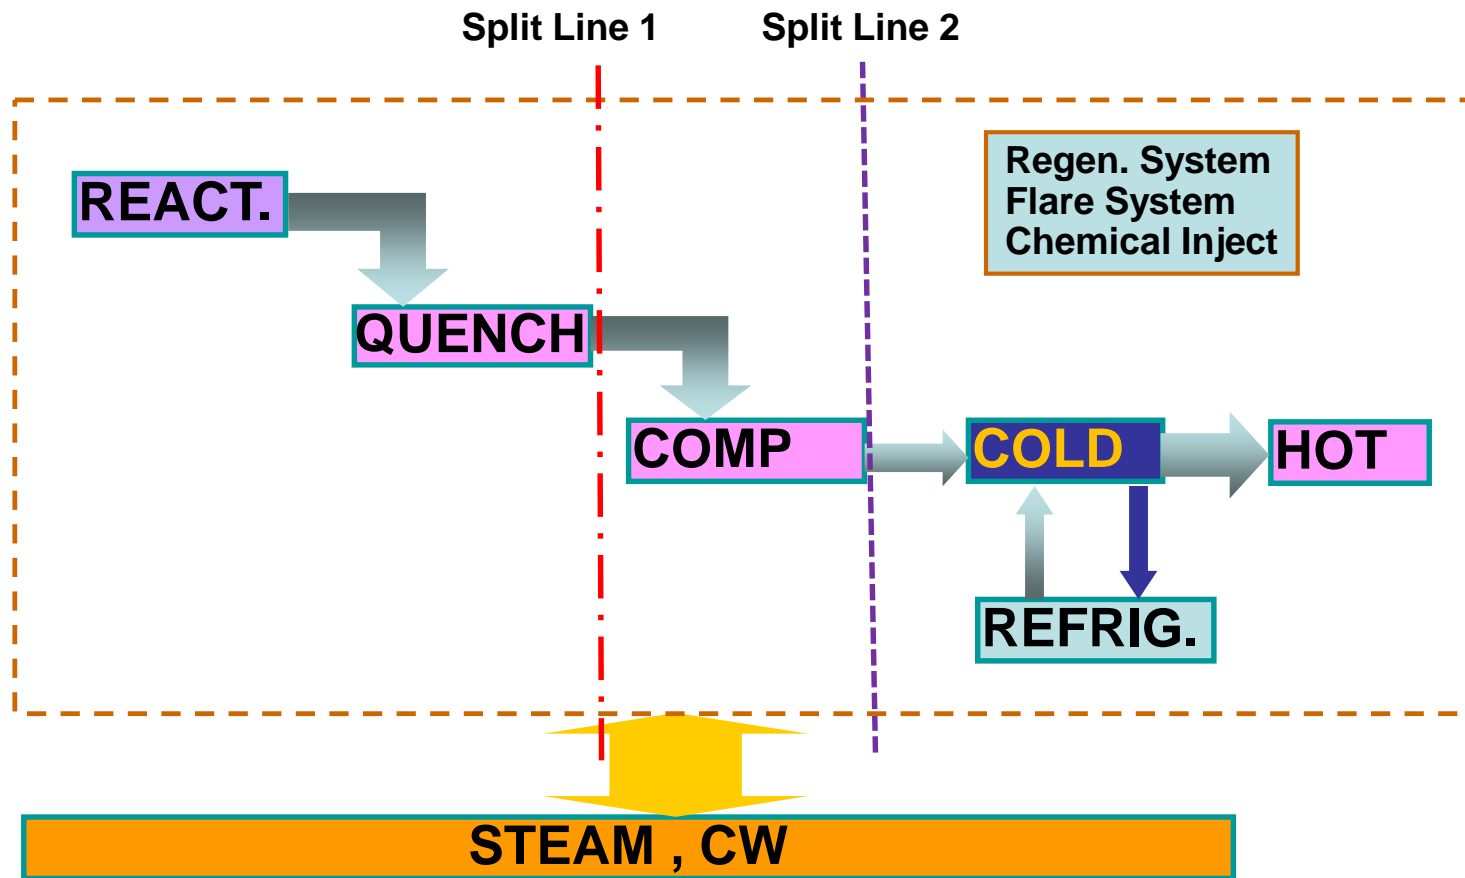 Split Line 1
Split Line 2
Regen. System
Flare System
Chemical Inject
REACT.
QUENCH
COMP
COLD
HOT
REFRIG.
STEAM , CW